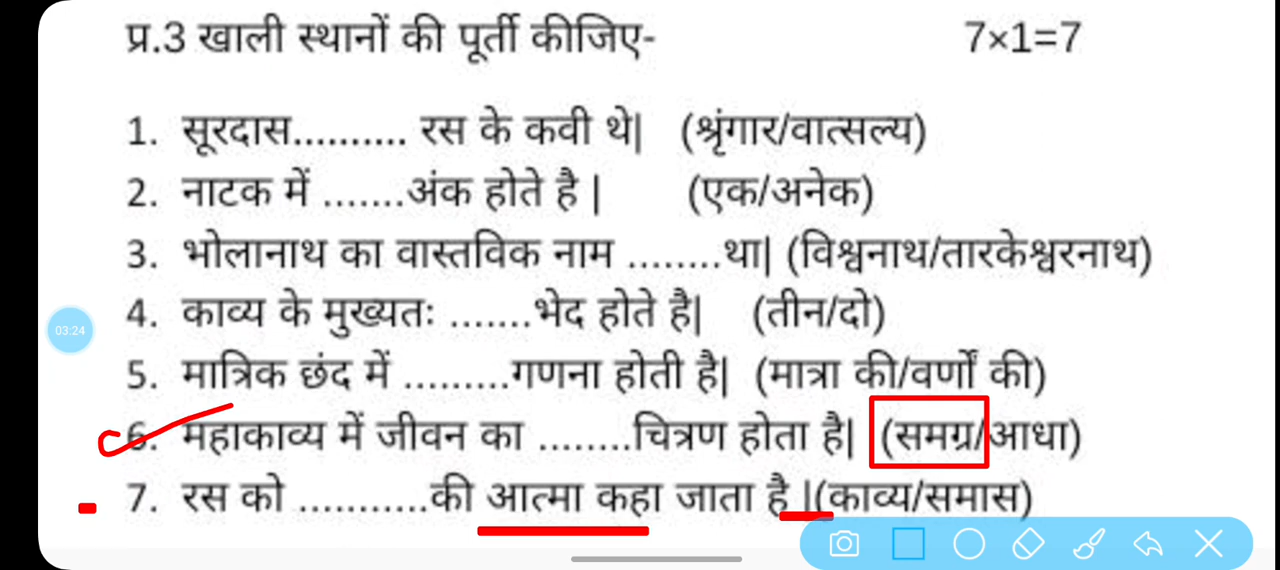 प्र.3 खाली स्थानों की पूर्ती कीजिए- 7×1=7
1. सूरदास.......... रस के कवी थे| (श्रृंगार/वात्सल्य)
2. नाटक में .......अंक होते है | (एक/अनेक)
3. भोलानाथ का वास्तविक नाम ........था| (विश्वनाथ/तारकेश्वरनाथ)
4. काव्य के मुख्यतः .......भेद होते है| (तीन/दो)
03:24
5. मात्रिक छंद में .........गणना होती है| (मात्रा की/वर्णों की)
6. महाकाव्य में जीवन का ........चित्रण होता है| (समग्र/आधा)
7. रस को ...........की आत्मा कहा जाता है |(काव्य/समास)